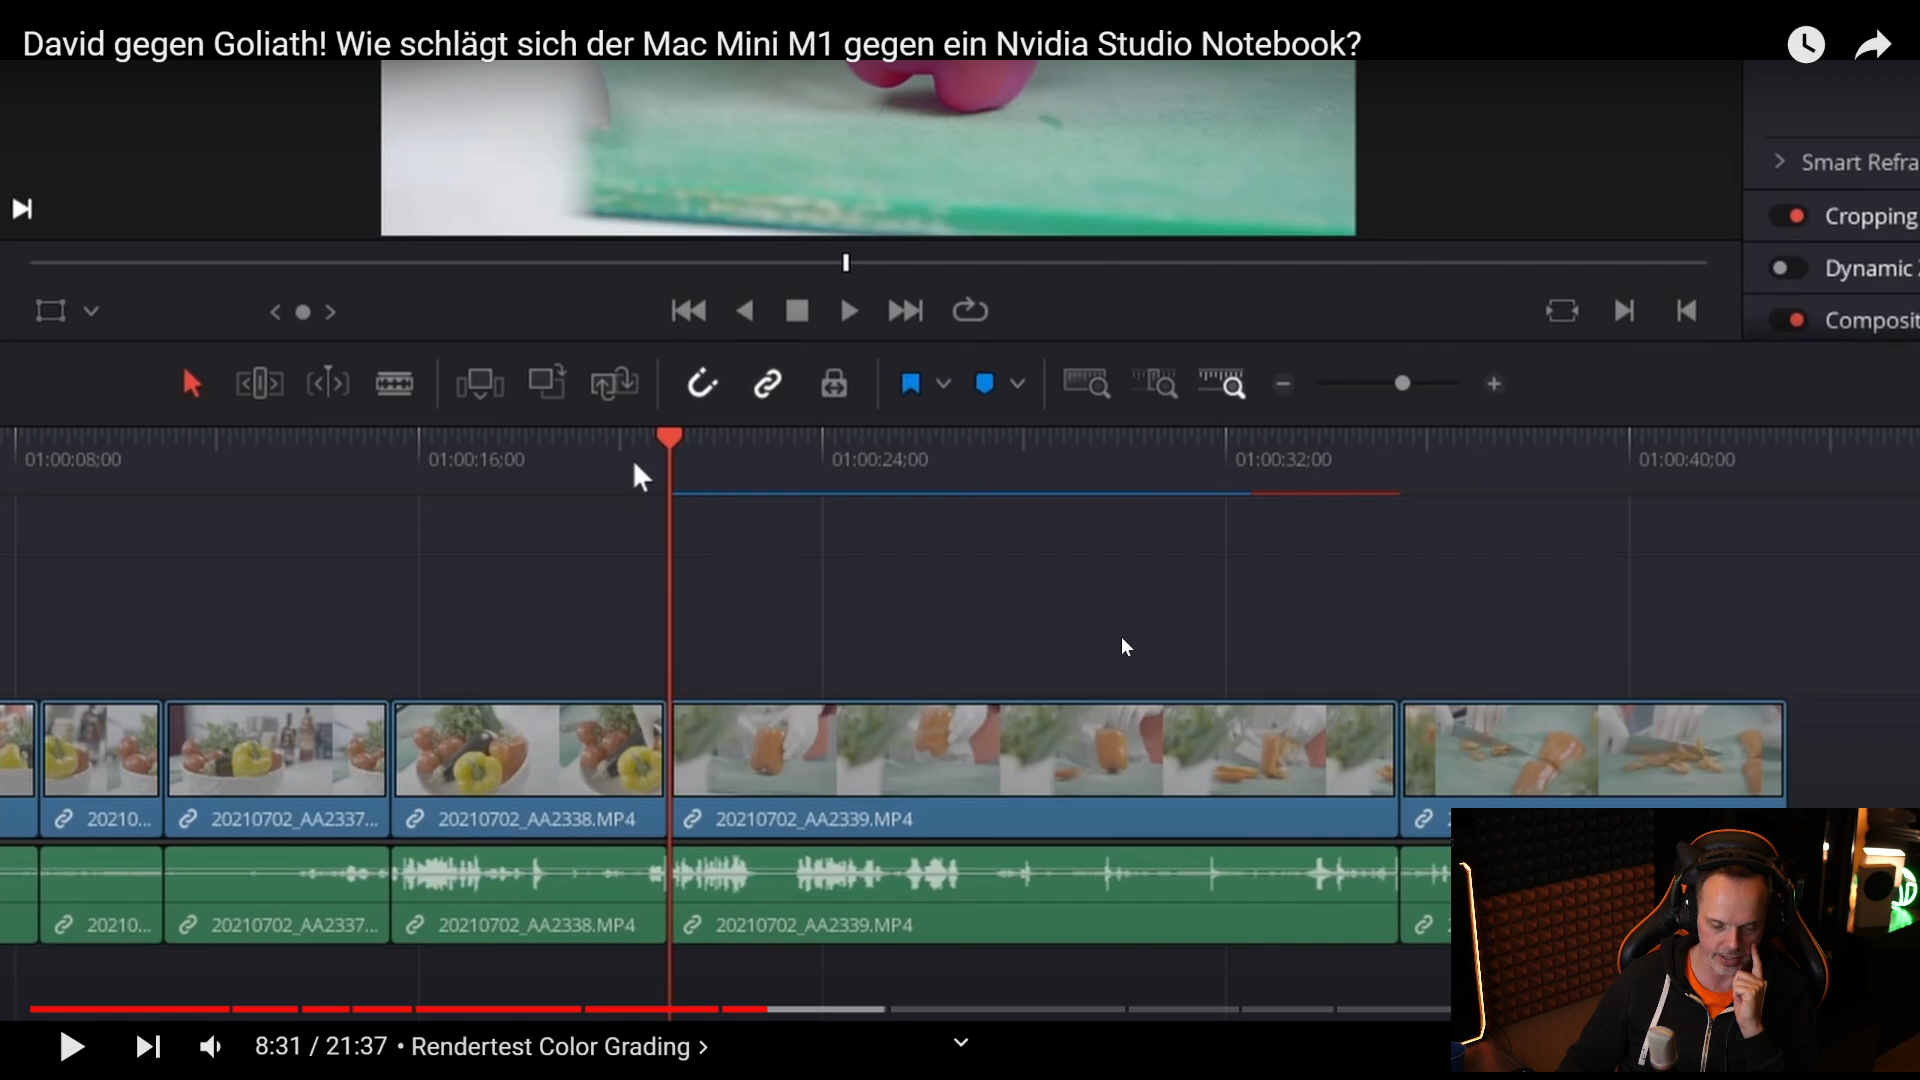 David gegen Goliath! Wie schlägt sich der Mac Mini M1 gegen ein Nvidia Studio Notebook?
Smart Refra
Cropping
Dynamic
Composit
01:00:08;00
01:00:16;00
01:00:24;00
01:00:32;00
01:00:40;00
20210...
20210702_AA2337...
20210702_AA2338.MP4
20210702_AA2339.MP4
20210...
20210702_AA2337...
20210702_AA2338.MP4
20210702_AA2339.MP4
8:31 / 21:37 • Rendertest Color Grading